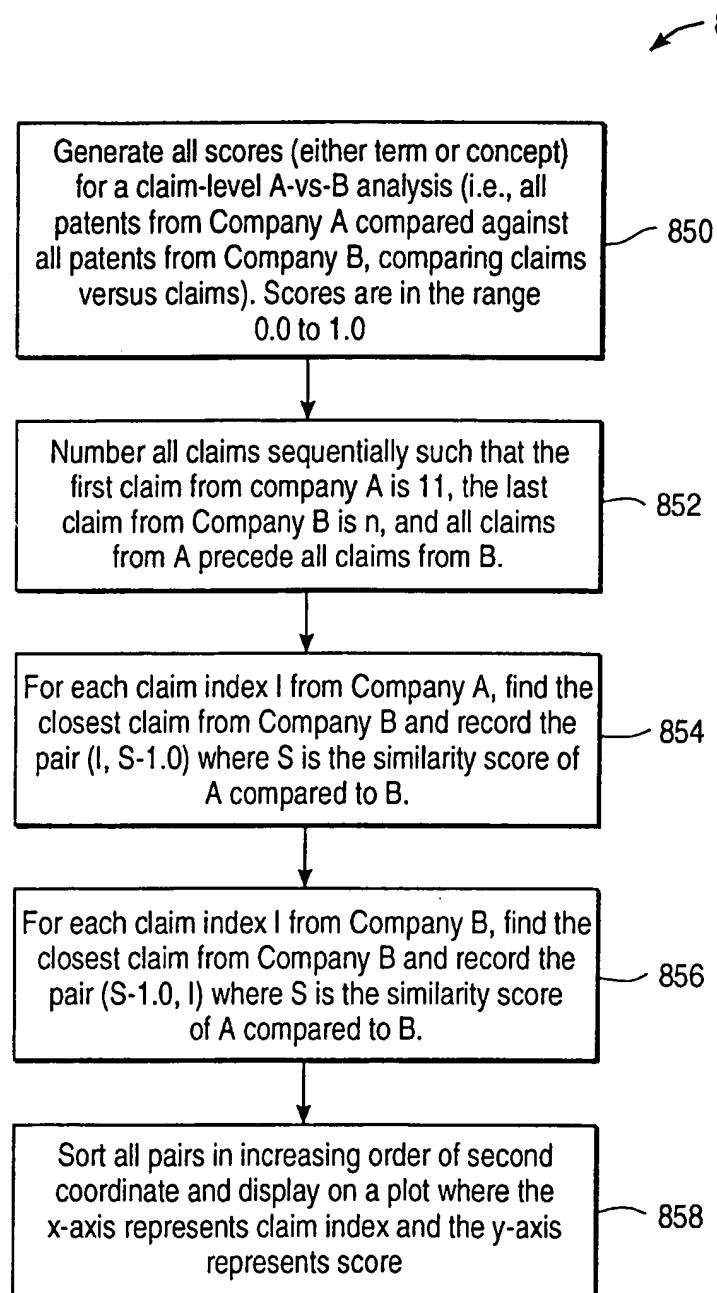 Generate all scores (either term or concept)
for a claim-level A-vs-B analysis (i.e., all
patents from Company A compared against
all patents from Company B, comparing claims
versus claims). Scores are in the range
0.0 to 1.0
850
Number all claims sequentially such that the
first claim from company A is 11, the last
claim from Company B is n, and all claims
from A precede all claims from B.
852
For each claim index I from Company A, find the
closest claim from Company B and record the
pair (I, S-1.0) where S is the similarity score of
A compared to B.
854
For each claim index I from Company B, find the
closest claim from Company B and record the
pair (S-1.0, I) where S is the similarity score
of A compared to B.
856
Sort all pairs in increasing order of second
coordinate and display on a plot where the
x-axis represents claim index and the y-axis
represents score
858